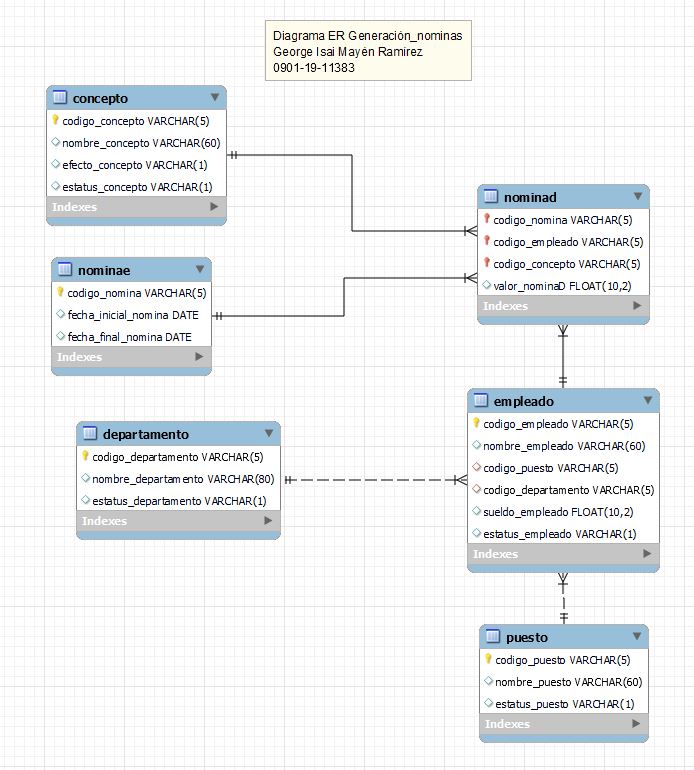 Diagrama ER Generación_nominas
George Isai Mayén Ramirez
0901-19-11383
concepto
codigo_concepto VARCHAR(5)
nombre_concepto VARCHAR(60)
efecto_concepto VARCHAR(1)
estatus_concepto VARCHAR(1)
Indexes
nominad
codigo_nomina VARCHAR(5)
codigo_empleado VARCHAR(5)
codigo_concepto VARCHAR(5)
valor_nominaD FLOAT(10,2)
Indexes
nominae
codigo_nomina VARCHAR(5)
fecha_inicial_nomina DATE
fecha_final_nomina DATE
Indexes
empleado
codigo_empleado VARCHAR(5)
nombre_empleado VARCHAR(60)
codigo_puesto VARCHAR(5)
codigo_departamento VARCHAR(5)
sueldo_empleado FLOAT(10,2)
estatus_empleado VARCHAR(1)
Indexes
departamento
codigo_departamento VARCHAR(5)
nombre_departamento VARCHAR(80)
estatus_departamento VARCHAR(1)
Indexes
puesto
codigo_puesto VARCHAR(5)
nombre_puesto VARCHAR(60)
estatus_puesto VARCHAR(1)
Indexes